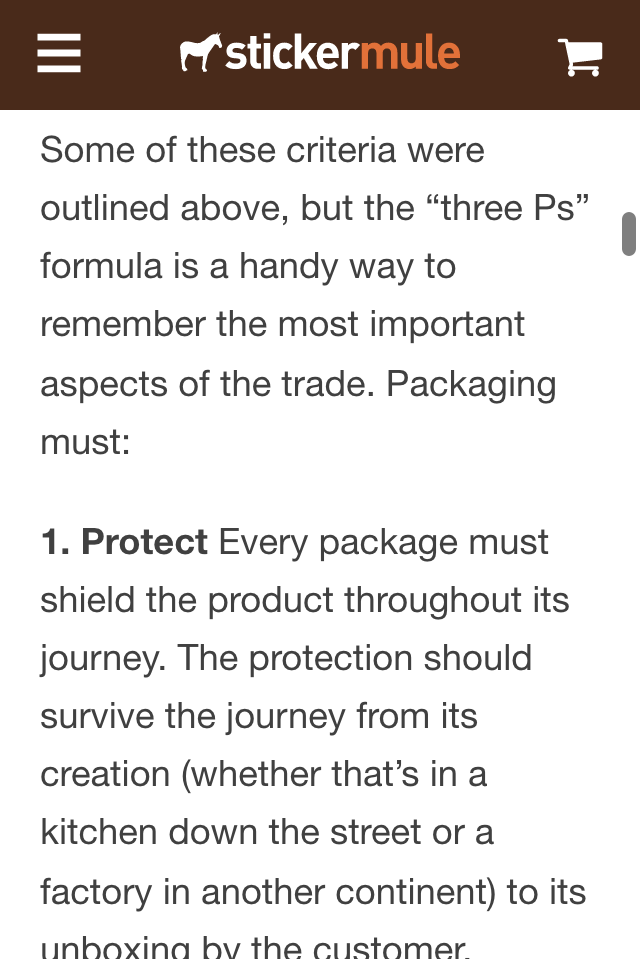 stickermule
Some of these criteria were
outlined above, but the “three Ps”
formula is a handy way to
remember the most important
aspects of the trade. Packaging
must:
1. Protect Every package must
shield the product throughout its
journey. The protection should
survive the journey from its
creation (whether that’s in a
kitchen down the street or a
factory in another continent) to its
unboxing by the customer.